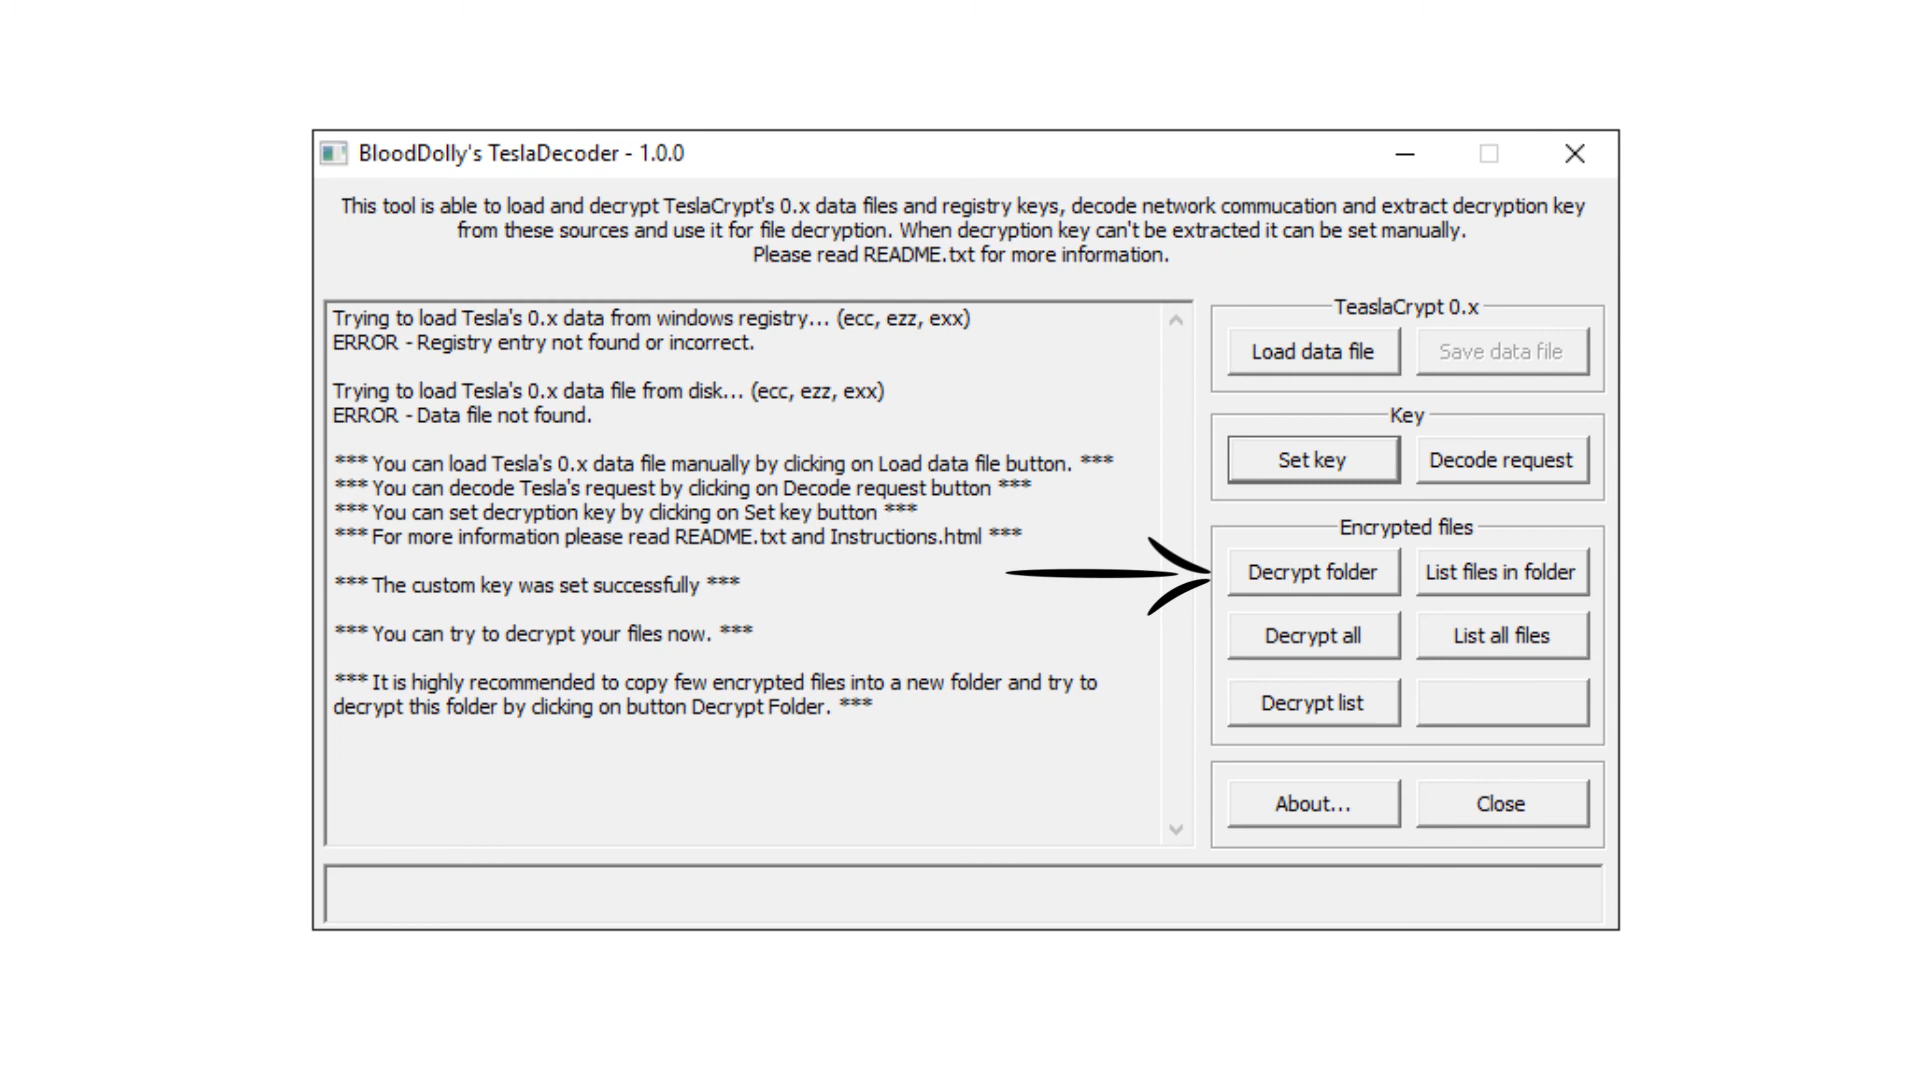 BloodDolly's TeslaDecoder - 1.0.0
This tool is able to load and decrypt TeslaCrypt's 0.x data files and registry keys, decode network commucation and extract decryption key
from these sources and use it for file decryption. When decryption key can't be extracted it can be set manually.
Please read README.txt for more information.
Trying to load Tesla's 0.x data from windows registry... (ecc, ezz, exx)
ERROR - Registry entry not found or incorrect.
Trying to load Tesla's 0.x data file from disk... (ecc, ezz, exx)
ERROR - Data file not found.
*** You can load Tesla's 0.x data file manually by clicking on Load data file button. ***
*** You can decode Tesla's request by clicking on Decode request button ***
*** You can set decryption key by clicking on Set key button ***
*** For more information please read README.txt and Instructions.html ***
*** The custom key was set successfully ***
*** You can try to decrypt your files now. ***
*** It is highly recommended to copy few encrypted files into a new folder and try to
decrypt this folder by clicking on button Decrypt Folder. ***
TeaslaCrypt 0.x
Load data file
Save data file
Key
Set key
Decode request
Encrypted files
Decrypt folder
List files in folder
Decrypt all
List all files
Decrypt list
About...
Close